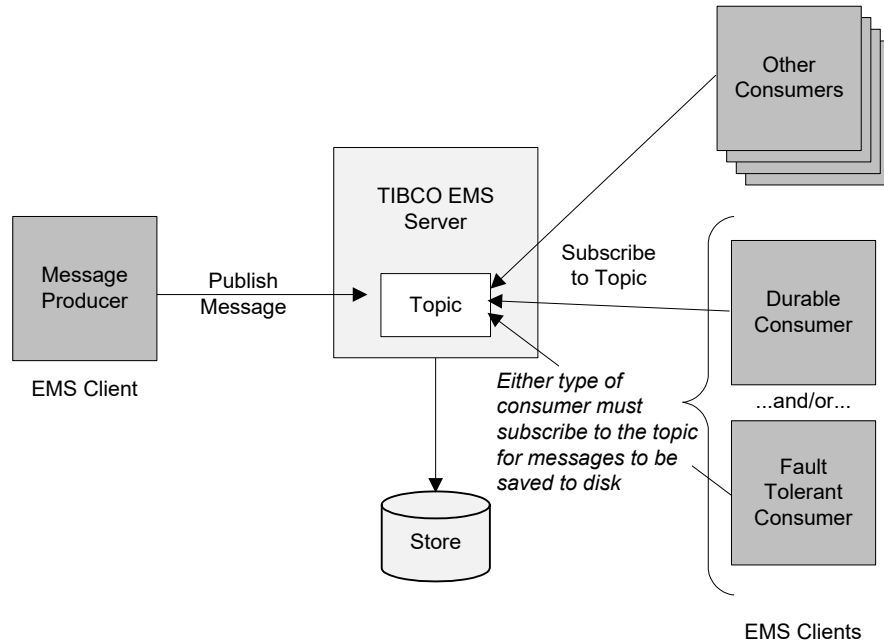 Other
Consumers
TIBCO EMS
Server
Message
Producer
Publish
Message
Topic
Subscribe
to Topic
Durable
Consumer
EMS Client
Either type of
consumer must
subscribe to the topic
for messages to be
saved to disk
...and/or...
Fault
Tolerant
Consumer
Store
EMS Clients